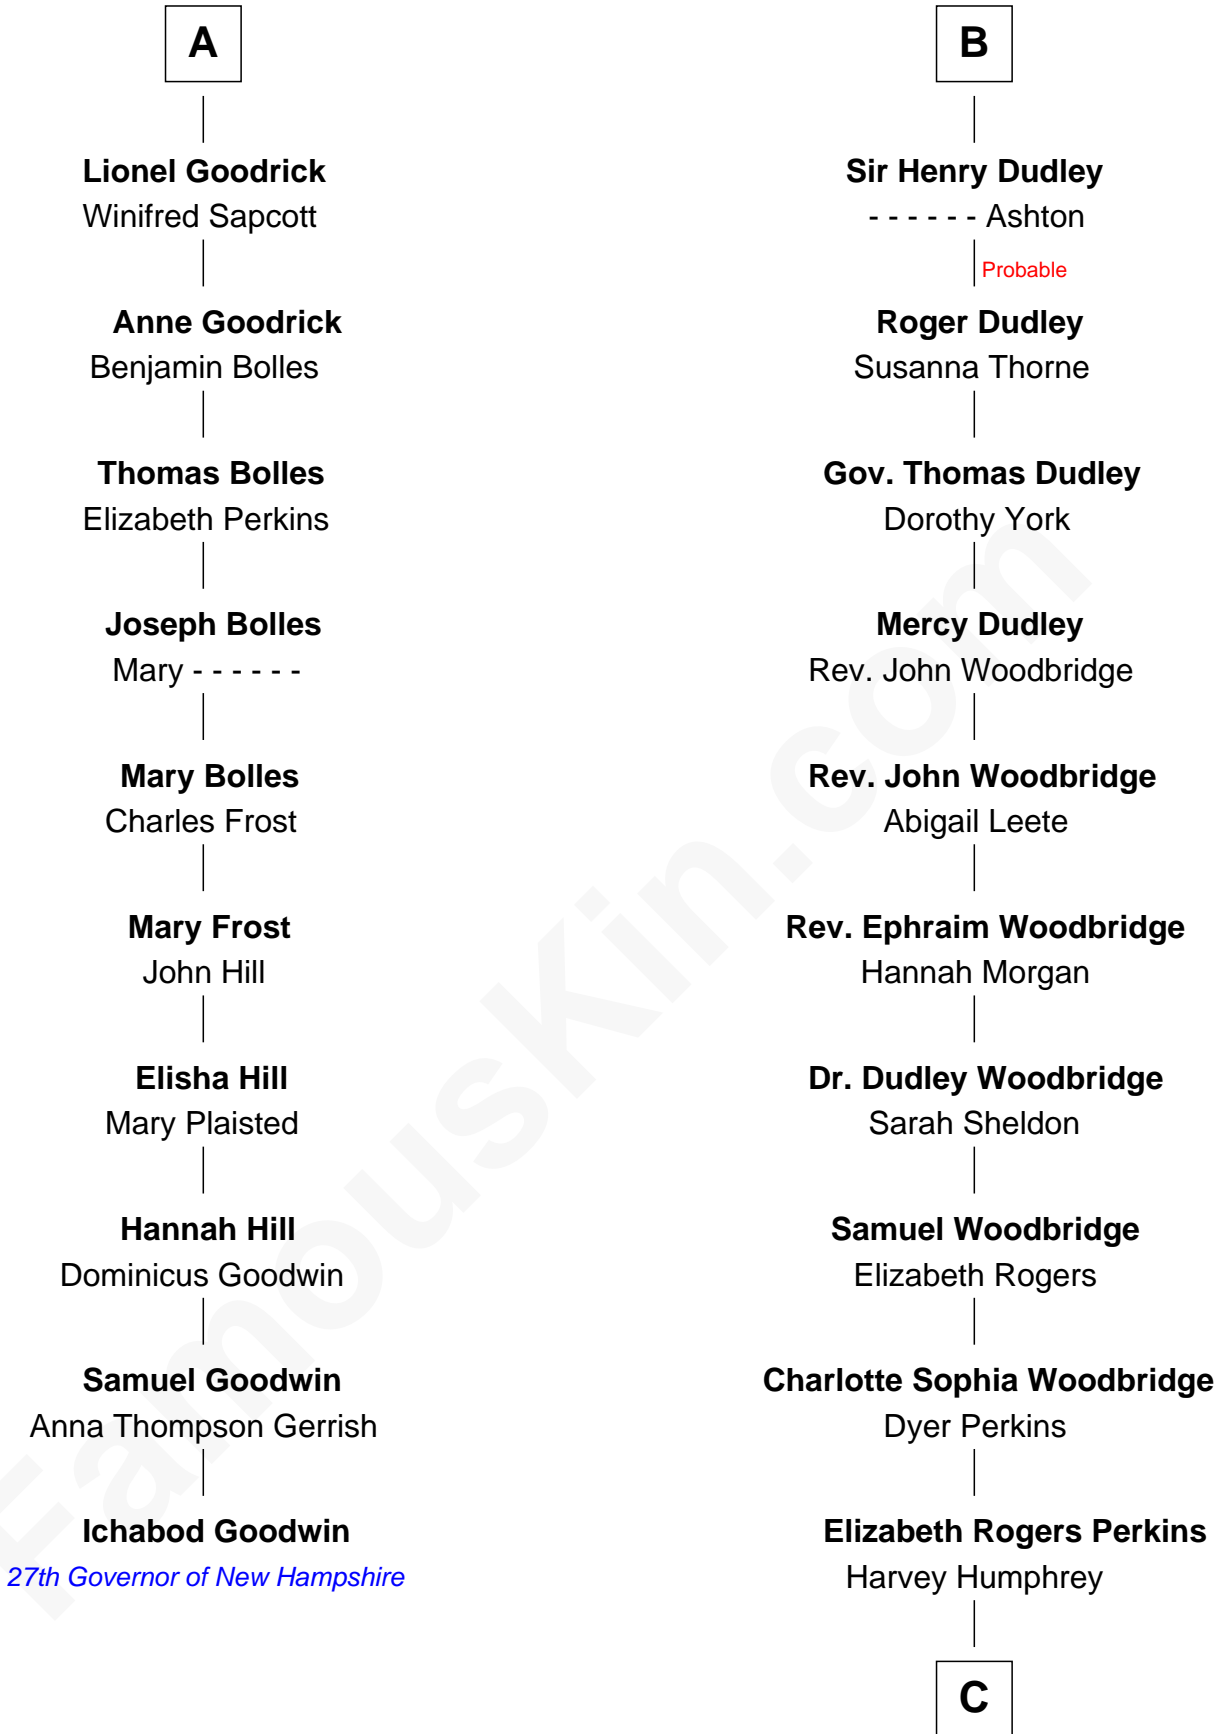 A
Lionel Goodrick
Winifred Sapcott
Anne Goodrick
Benjamin Bolles
Thomas Bolles
Elizabeth Perkins
Joseph Bolles
Mary - - - - - -
Mary Bolles
Charles Frost
Mary Frost
John Hill
Elisha Hill
Mary Plaisted
Hannah Hill
Dominicus Goodwin
Samuel Goodwin
Anna Thompson Gerrish
Ichabod Goodwin
27th Governor of New Hampshire
B
Sir Henry Dudley
- - - - - - Ashton
Probable
Roger Dudley
Susanna Thorne
Gov. Thomas Dudley
Dorothy York
Mercy Dudley
Rev. John Woodbridge
Rev. John Woodbridge
Abigail Leete
Rev. Ephraim Woodbridge
Hannah Morgan
Dr. Dudley Woodbridge
Sarah Sheldon
Samuel Woodbridge
Elizabeth Rogers
Charlotte Sophia Woodbridge
Dyer Perkins
Elizabeth Rogers Perkins
Harvey Humphrey
C
FamousKin.com